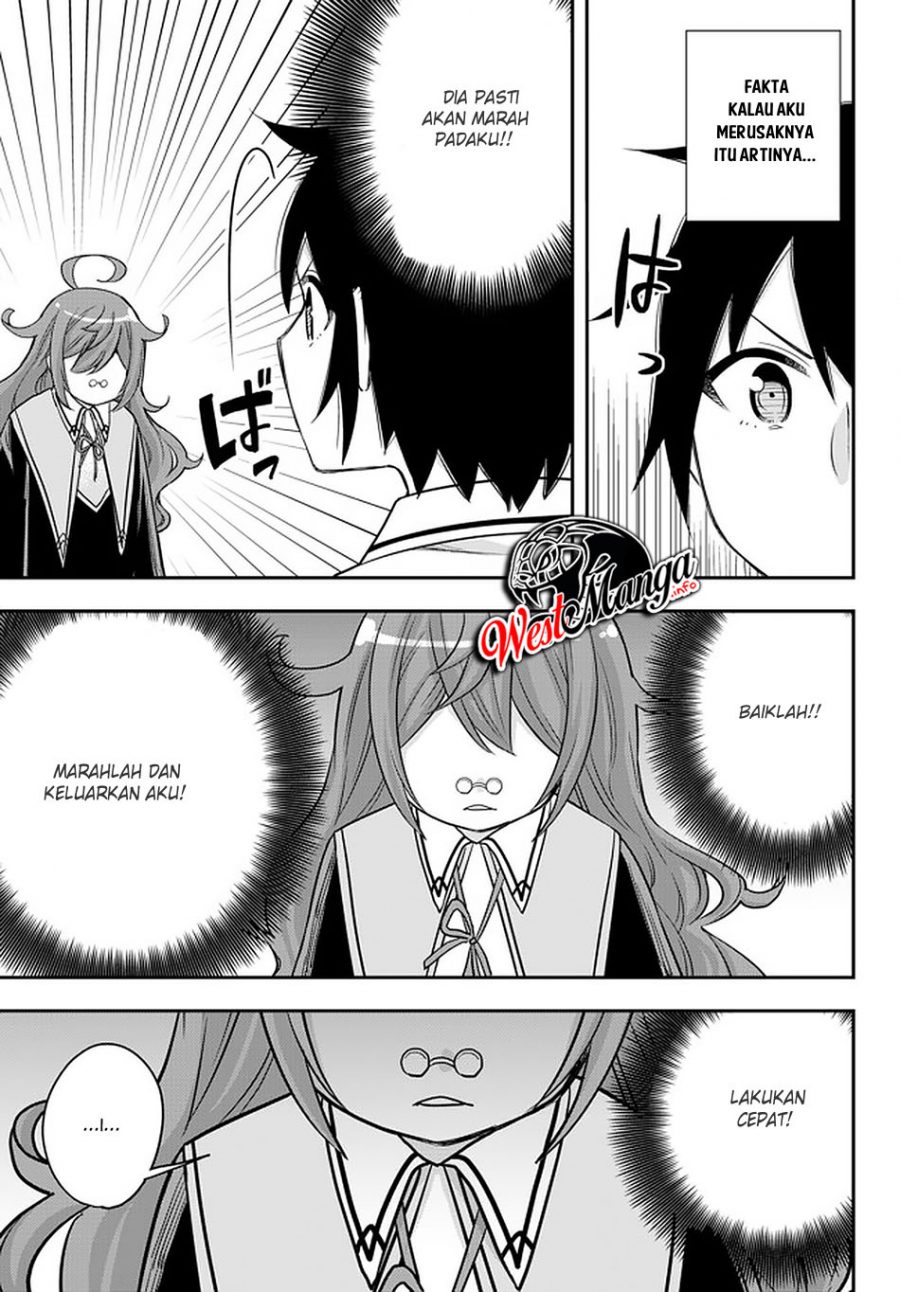 FAKTA
KALAU AKU
MERUSAKNYA
ITU ARTINYA...
はっ
DIA PASTI
AKAN MARAH
PADAKU!!
ばっ
WestManga
.info
BAIKLAH!!
MARAHLAH DAN
KELUARKAN AKU!
LAKUKAN
CEPAT!
...I...